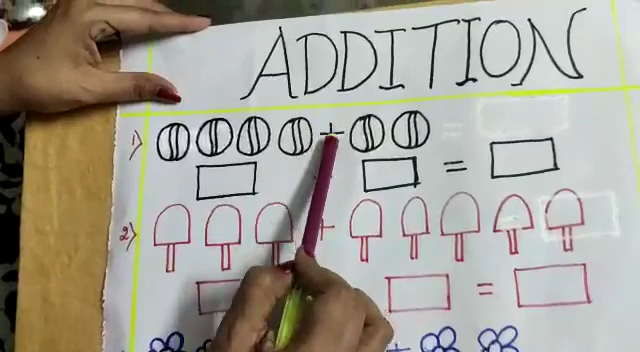 ADDITION
1) + =
=
2) +
=
+